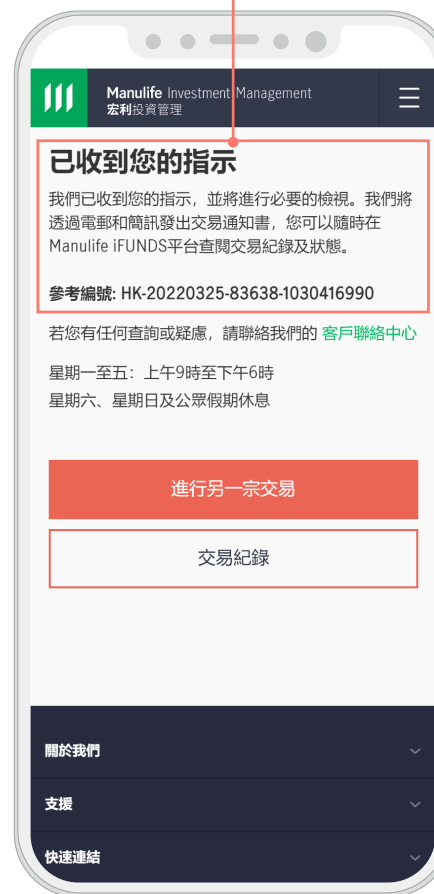 Manulife Investment Management
宏利投資管理
已收到您的指示
我們已收到您的指示，並將進行必要的檢視。我們將
透過電郵和簡訊發出交易通知書，您可以隨時在
Manulife iFUNDS平台查閱交易紀錄及狀態。
參考編號: HK-20220325-83638-1030416990
若您有任何查詢或疑慮，請聯絡我們的 客戶聯絡中心
星期一至五：上午9時至下午6時
星期六、星期日及公眾假期休息
進行另一宗交易
交易紀錄
關於我們
支援
快速連結